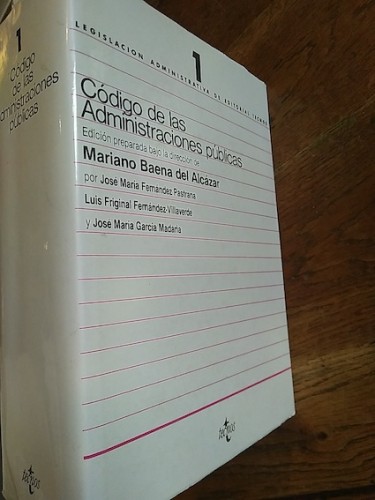 1
Código
de las
Administraciones
públicas
LEGISLACION ADMINISTRATIVA DE EDITORIAL TECNOS
1
Código de las
Administraciones públicas
Edición preparada bajo la dirección de
Mariano Baena del Alcázar
por José María Fernández Pastrana
Luis Friginal Fernández-Villaverde
y José María García Madaria
tecnos
tecnos